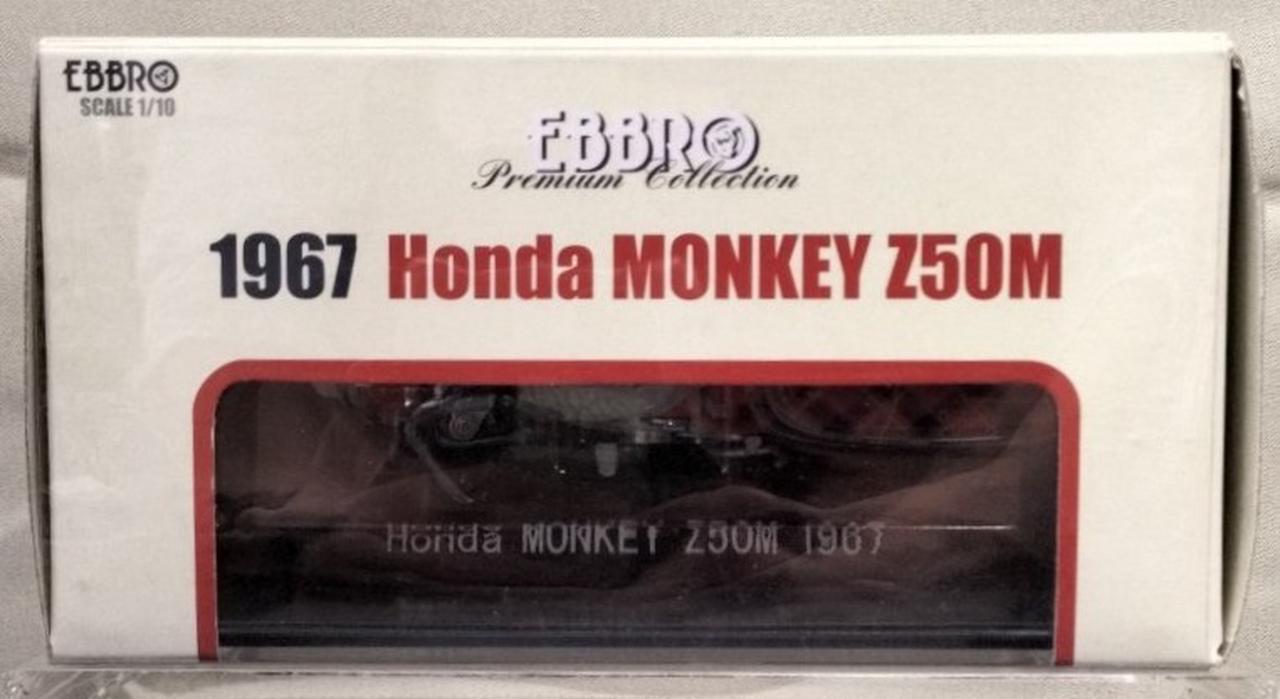 EBBRO
SCALE 1/10
EBBRO
Premium Collection
1967 Honda MONKEY Z50M
Honda MONKEY Z50M 1967